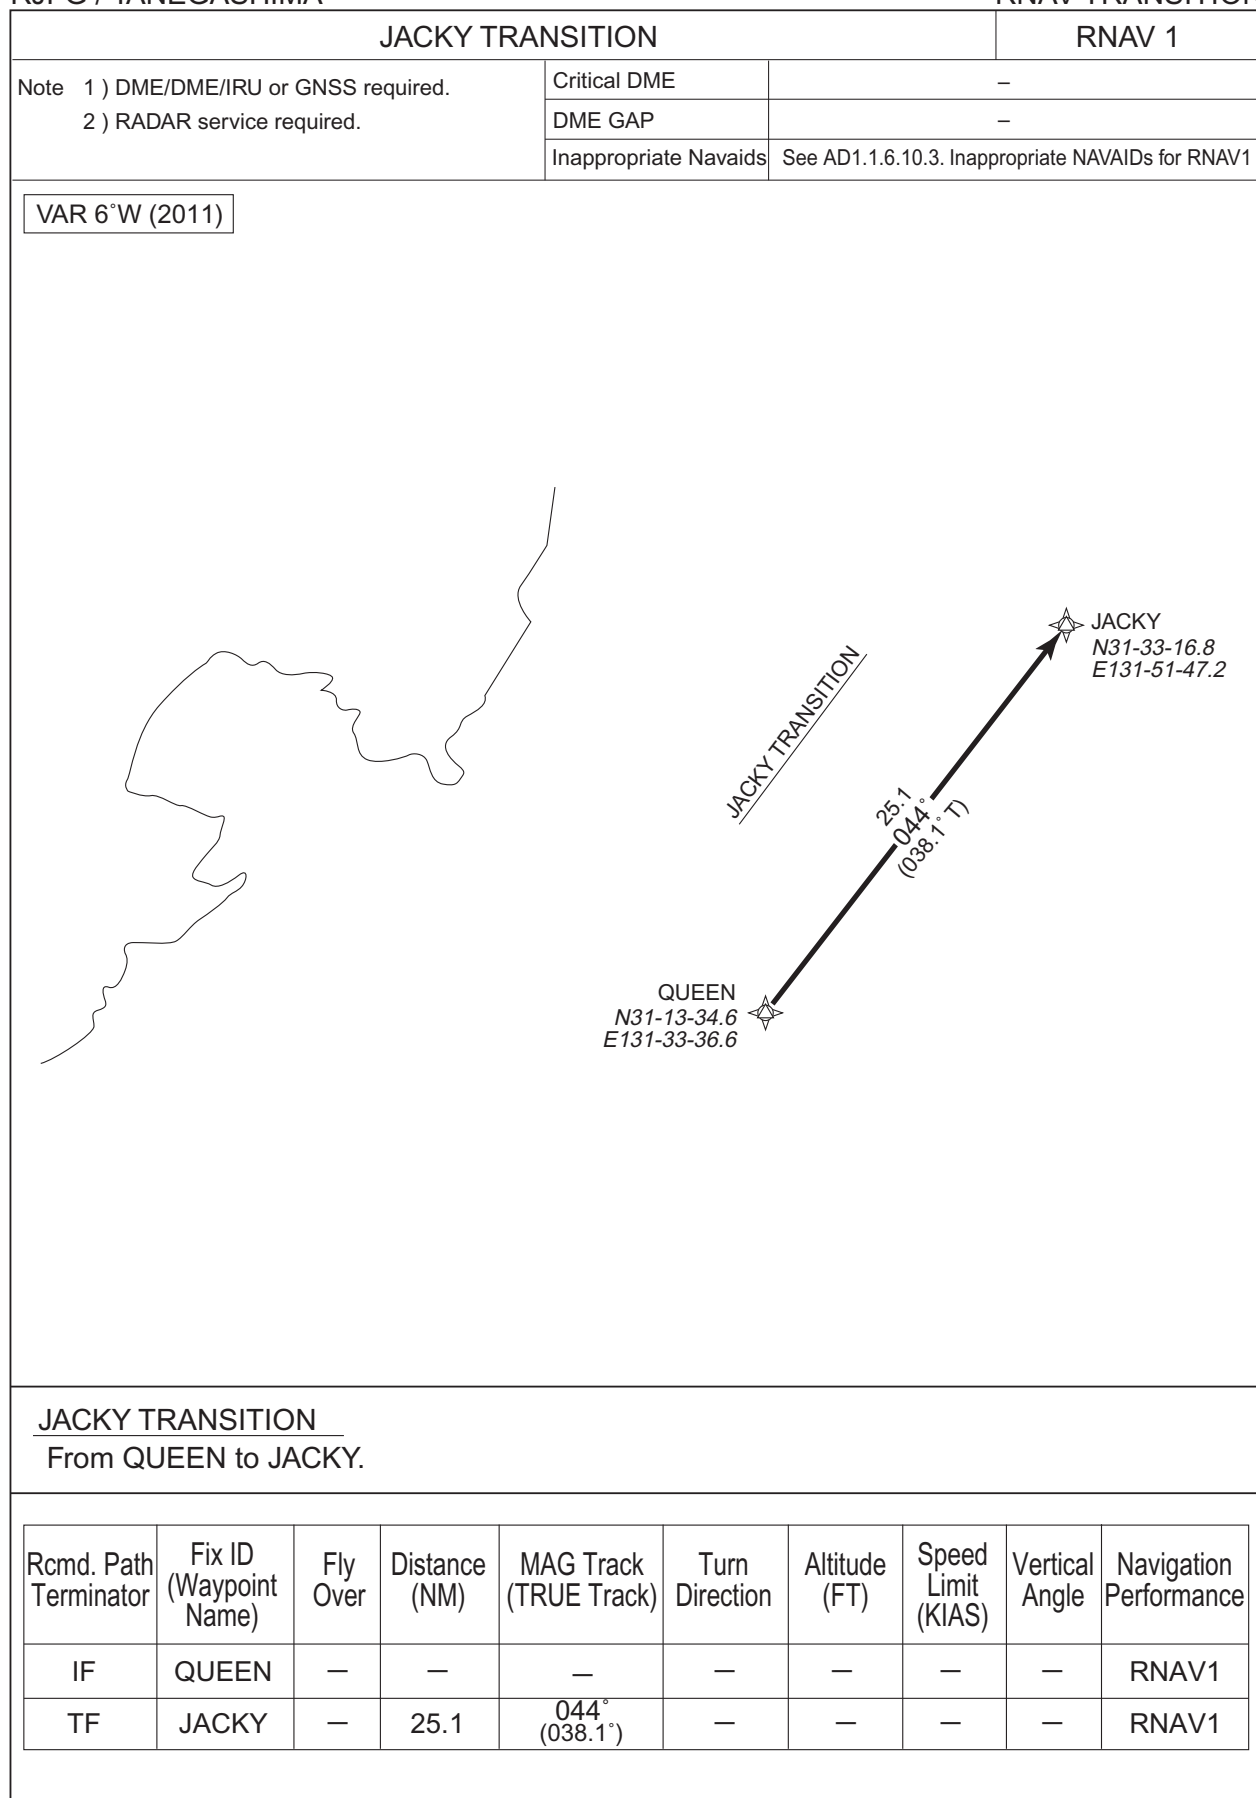 RJFG / TANEGASHIMA
RNAV TRANSITION
JACKY TRANSITION
RNAV 1
Note 1 ) DME/DME/IRU or GNSS required.
2 ) RADAR service required.
Critical DME –
DME GAP –
Inappropriate Navaids See AD1.1.6.10.3. Inappropriate NAVAIDs for RNAV1
VAR 6˚W (2011)
JACKY
N31-33-16.8
E131-51-47.2
JACKY TRANSITION
25.1
044˚
(038.1˚T)
QUEEN
N31-13-34.6
E131-33-36.6
JACKY TRANSITION
From QUEEN to JACKY.
Rcmd. Path Terminator Fix ID (Waypoint Name) Fly Over Distance (NM) MAG Track (TRUE Track) Turn Direction Altitude (FT) Speed Limit (KIAS) Vertical Angle Navigation Performance
IF QUEEN — — — — — — — RNAV1
TF JACKY — 25.1 044˚ (038.1˚) — — — — RNAV1